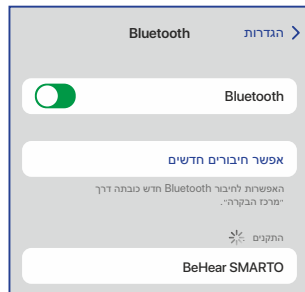 הגדרות Bluetooth
Bluetooth
אפשר חיבורים חדשים
האפשרות לחיבור Bluetooth חדש כובתה דרך
״מרכז הבקרה״.
התקנים
BeHear SMARTO